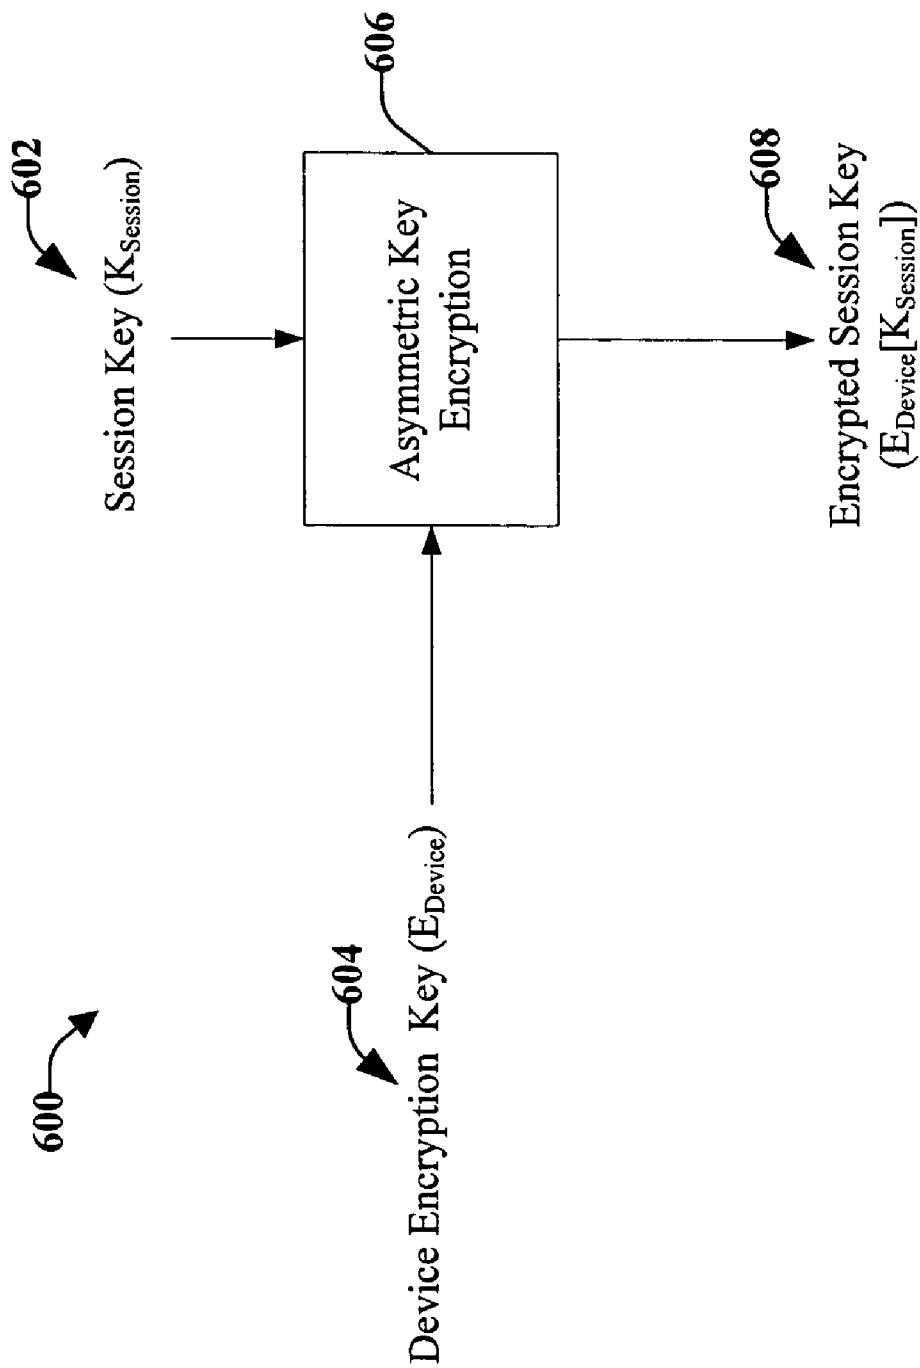 600
602
Session Key (KSession)
604
Device Encryption Key (EDevice)
606
Asymmetric Key
Encryption
608
Encrypted Session Key
(EDevice[KSession])